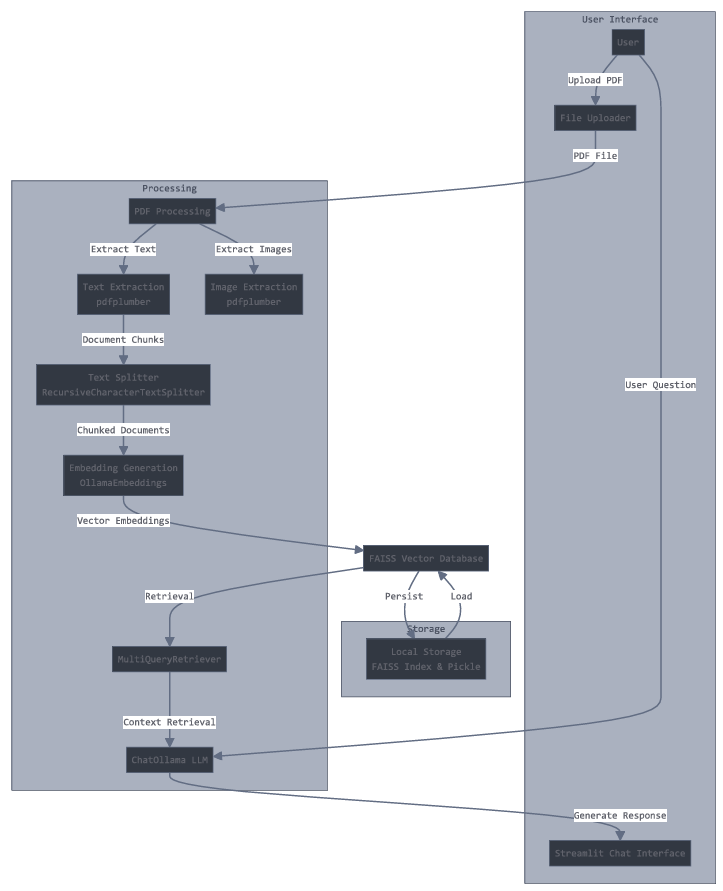 User Interface
User
Upload PDF
File Uploader
PDF File
Processing
PDF Processing
Extract Text
Extract Images
Text Extraction
pdfplumber
Image Extraction
pdfplumber
Document Chunks
Text Splitter
RecursiveCharacterTextSplitter
User Question
Chunked Documents
Embedding Generation
OllamaEmbeddings
Vector Embeddings
FAISS Vector Database
Retrieval
Persist
Load
Storage
Local Storage
FAISS Index & Pickle
MultiQueryRetriever
Context Retrieval
ChatOllama LLM
Generate Response
Streamlit Chat Interface